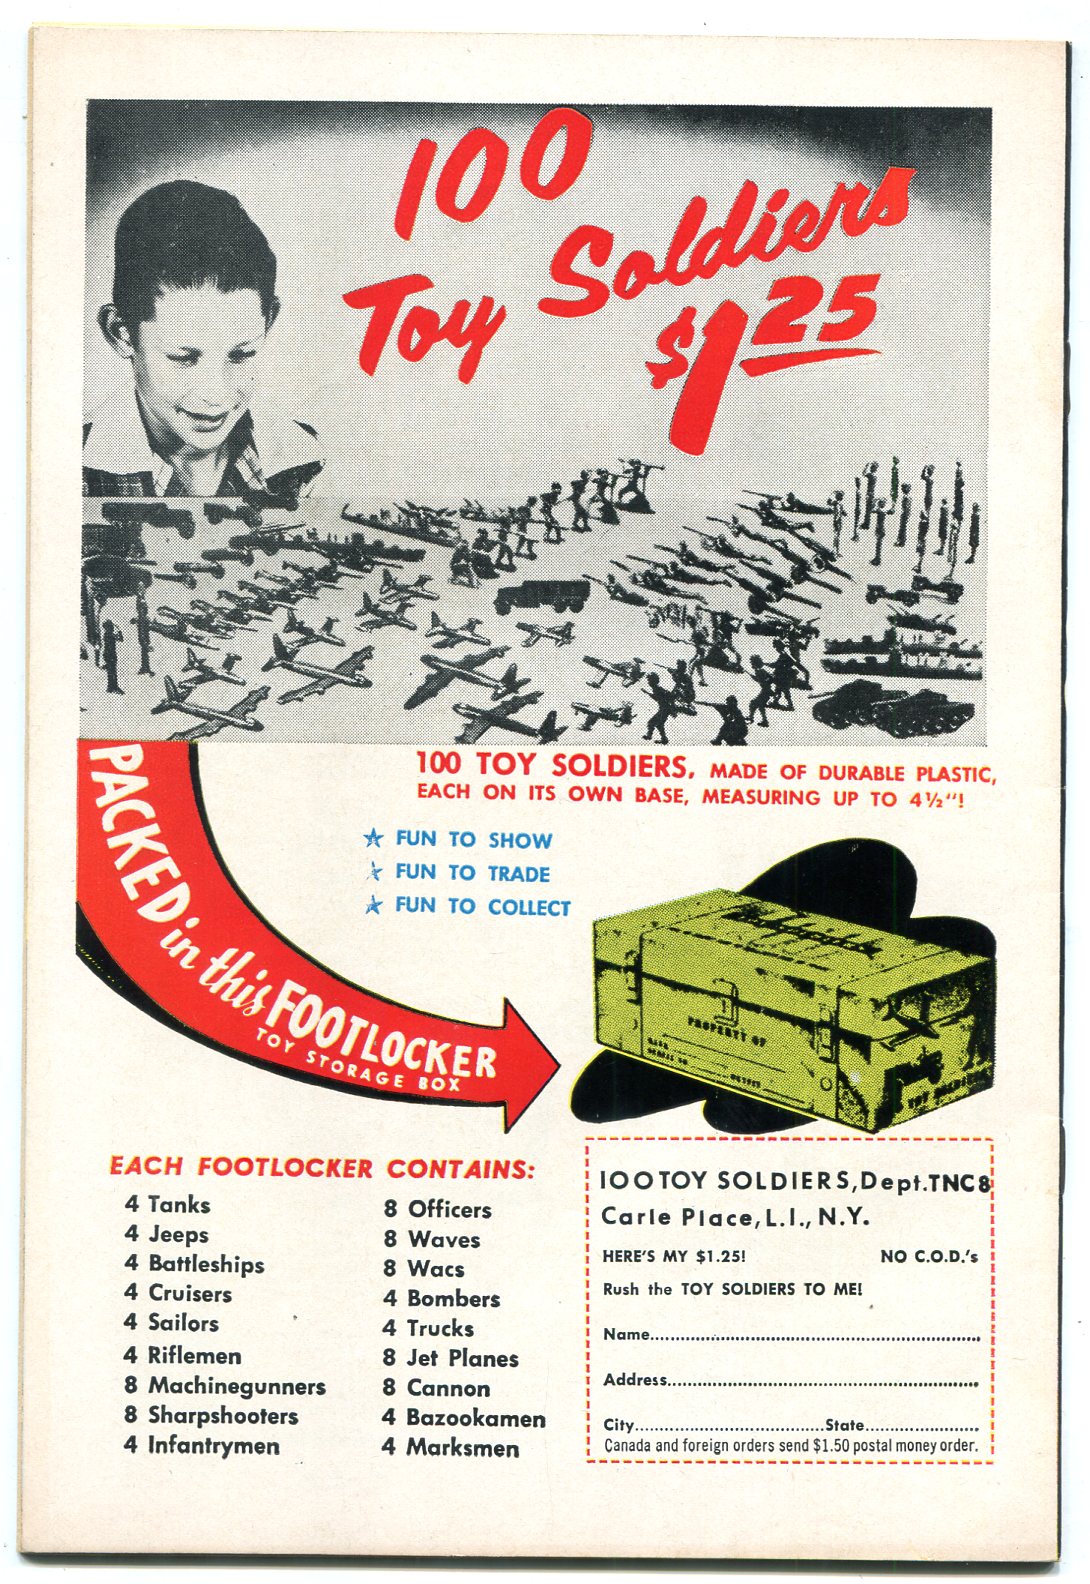 100
Toy Soldiers
$1.25
100 TOY SOLDIERS, MADE OF DURABLE PLASTIC,
EACH ON ITS OWN BASE, MEASURING UP TO 4½"!
FUN TO SHOW
FUN TO TRADE
FUN TO COLLECT
PACKED in this FOOTLOCKER
TOY STORAGE BOX
PROPERTY OF
TOY SOLDIERS
EACH FOOTLOCKER CONTAINS:
4 Tanks
4 Jeeps
4 Battleships
4 Cruisers
4 Sailors
4 Riflemen
8 Machinegunners
8 Sharpshooters
4 Infantrymen
8 Officers
8 Waves
8 Wacs
4 Bombers
4 Trucks
8 Jet Planes
8 Cannon
4 Bazookamen
4 Marksmen
100 TOY SOLDIERS, Dept. TNC8
Carle Place, L.I., N.Y.
HERE'S MY $1.25! NO C.O.D.'s
Rush the TOY SOLDIERS TO ME!
Name
Address
City State
Canada and foreign orders send $1.50 postal money order.